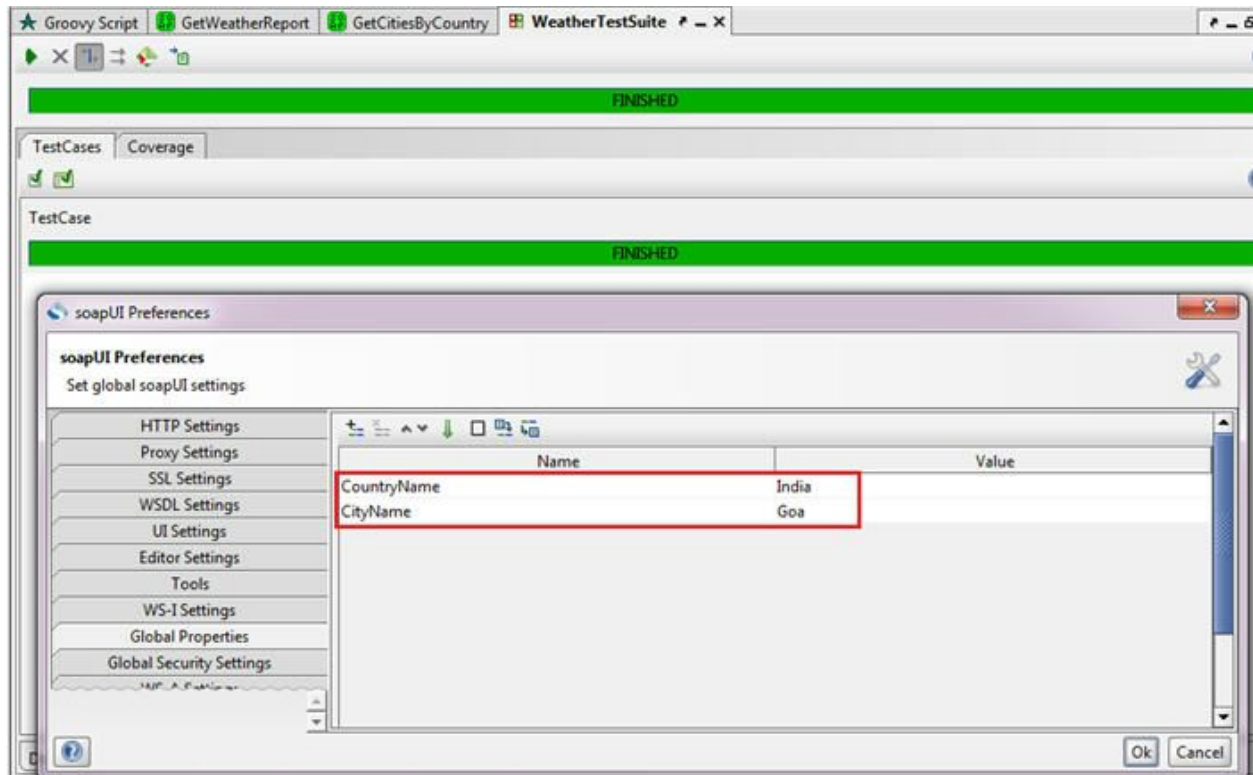 Groovy Script GetWeatherReport GetCitiesByCountry WeatherTestSuite
FINISHED
TestCases Coverage
TestCase
FINISHED
soapUI Preferences
soapUI Preferences
Set global soapUI settings
HTTP Settings
Proxy Settings
SSL Settings
WSDL Settings
UI Settings
Editor Settings
Tools
WS-I Settings
Global Properties
Global Security Settings
Name Value
CountryName India
CityName Goa
Ok Cancel